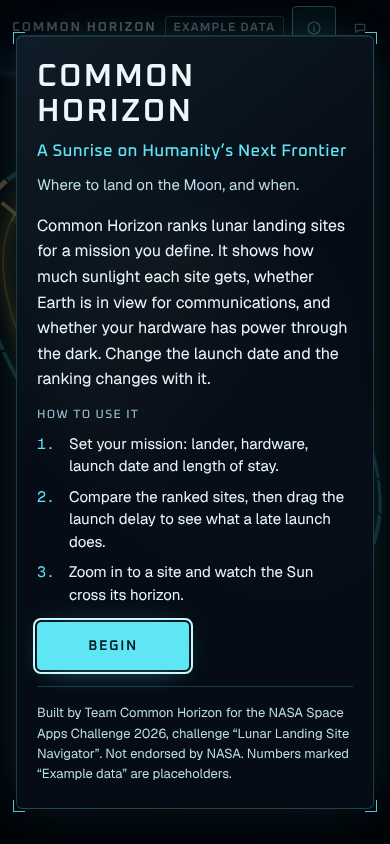 COMMON HORIZON EXAMPLE DATA
COMMON
HORIZON
A Sunrise on Humanity’s Next Frontier
Where to land on the Moon, and when.
Common Horizon ranks lunar landing sites
for a mission you define. It shows how
much sunlight each site gets, whether
Earth is in view for communications, and
whether your hardware has power through
the dark. Change the launch date and the
ranking changes with it.
HOW TO USE IT
1. Set your mission: lander, hardware,
launch date and length of stay.
2. Compare the ranked sites, then drag the
launch delay to see what a late launch
does.
3. Zoom in to a site and watch the Sun
cross its horizon.
BEGIN
Built by Team Common Horizon for the NASA Space
Apps Challenge 2026, challenge “Lunar Landing Site
Navigator”. Not endorsed by NASA. Numbers marked
“Example data” are placeholders.